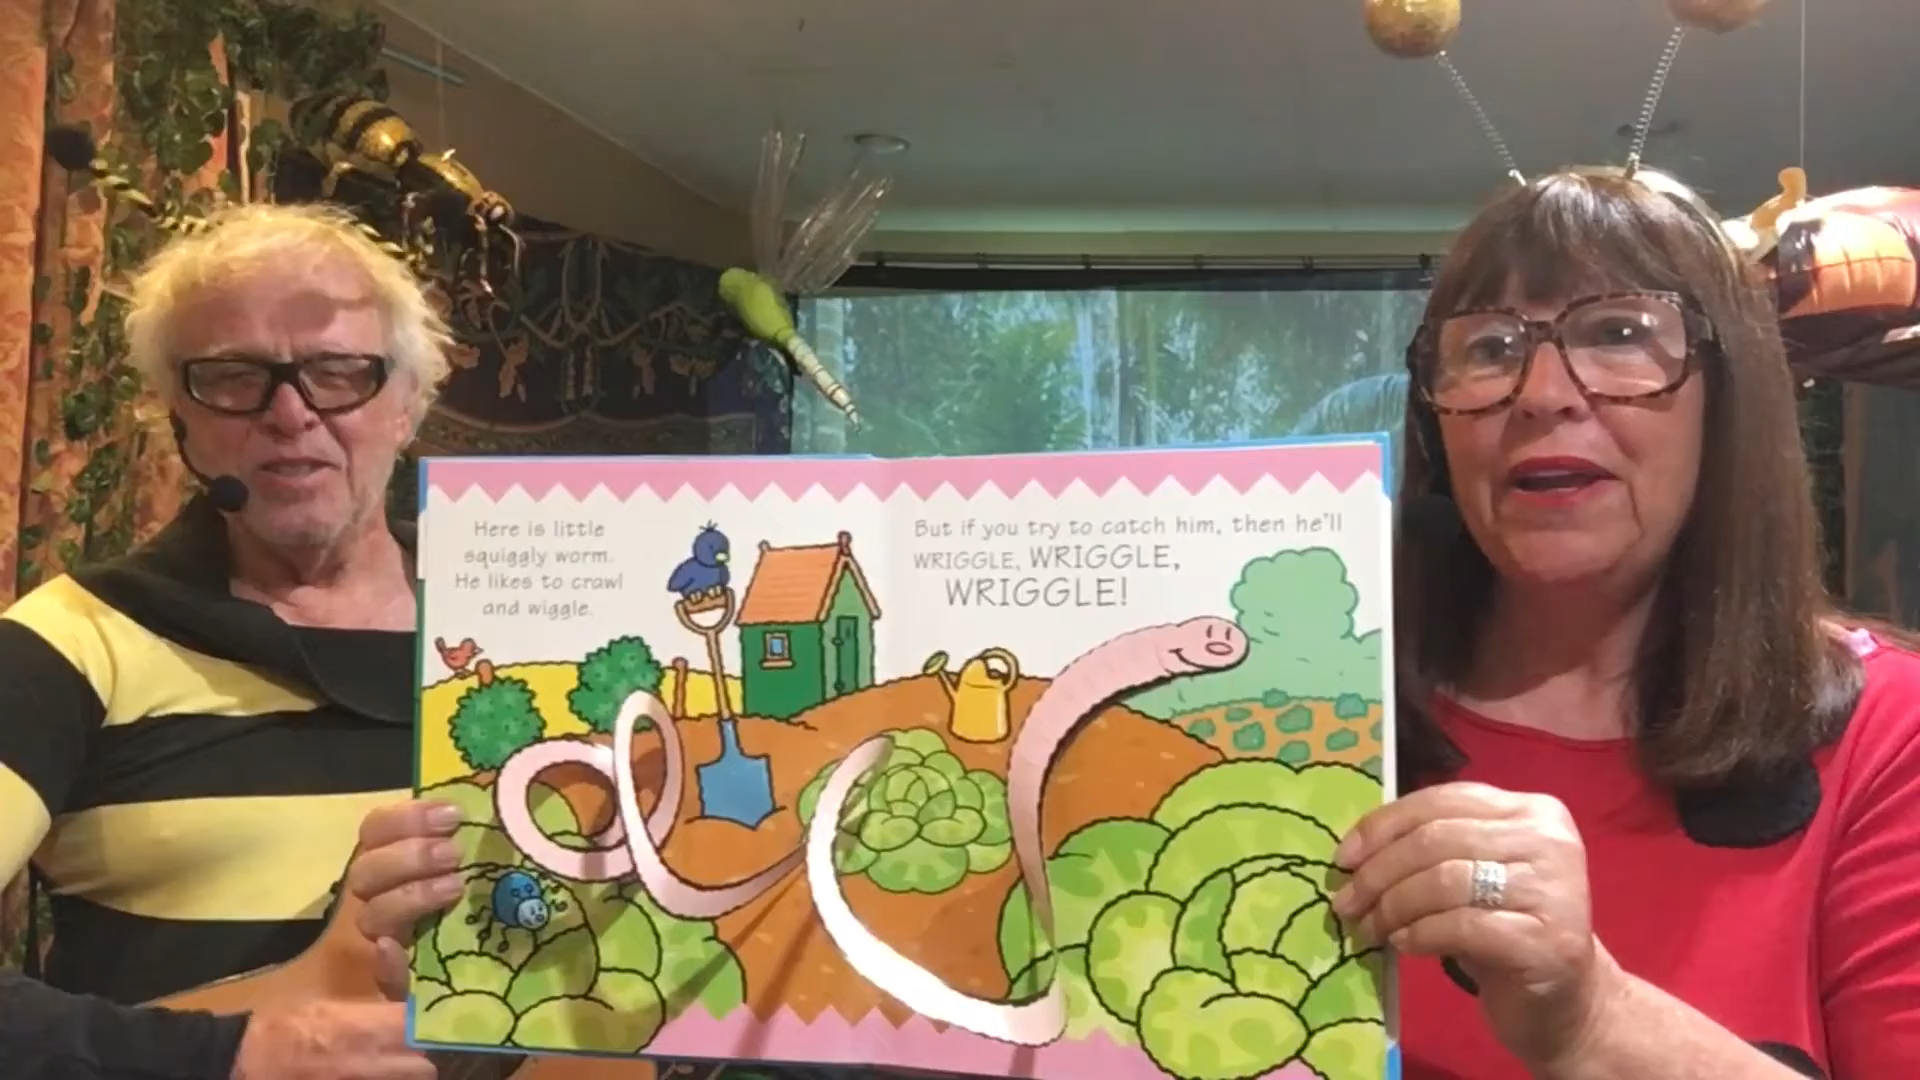 Here is little
squiggly worm.
He likes to crawl
and wiggle.
But if you try to catch him, then he'll
WRIGGLE, WRIGGLE,
WRIGGLE!